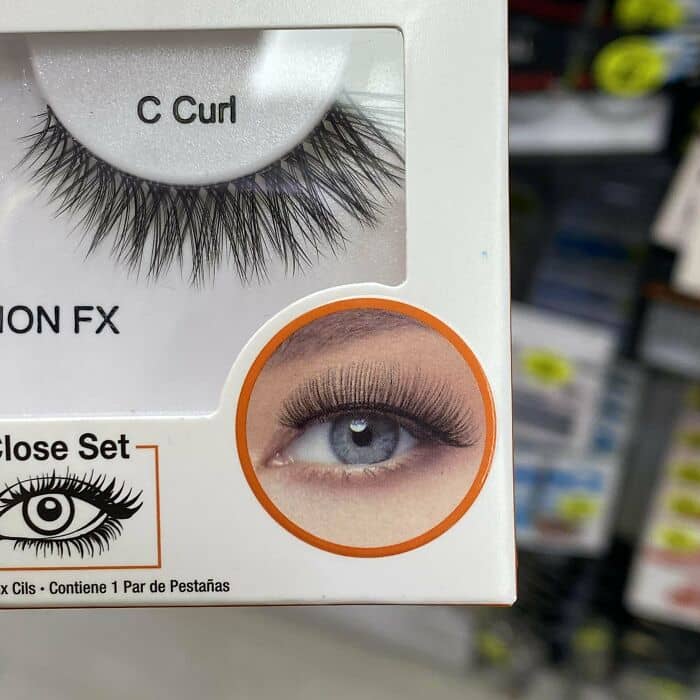 C Curl
ION FX
Close Set
x Cils • Contiene 1 Par de Pestañas